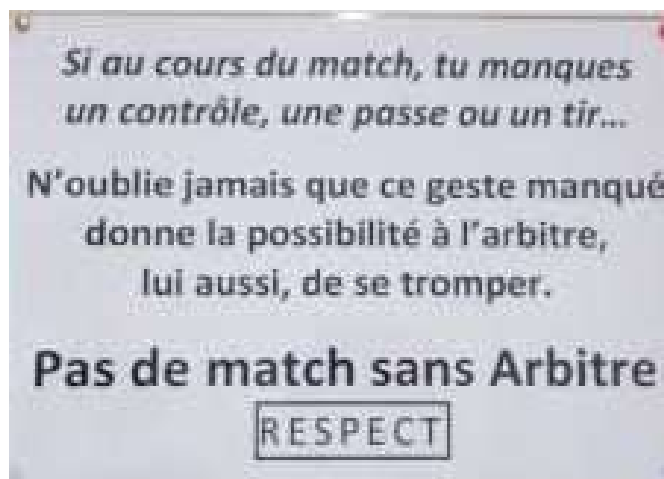 Si au cours du match, tu manques
un contrôle, une passe ou un tir...
N'oublie jamais que ce geste manqué
donne la possibilité à l'arbitre,
lui aussi, de se tromper.
Pas de match sans Arbitre
RESPECT